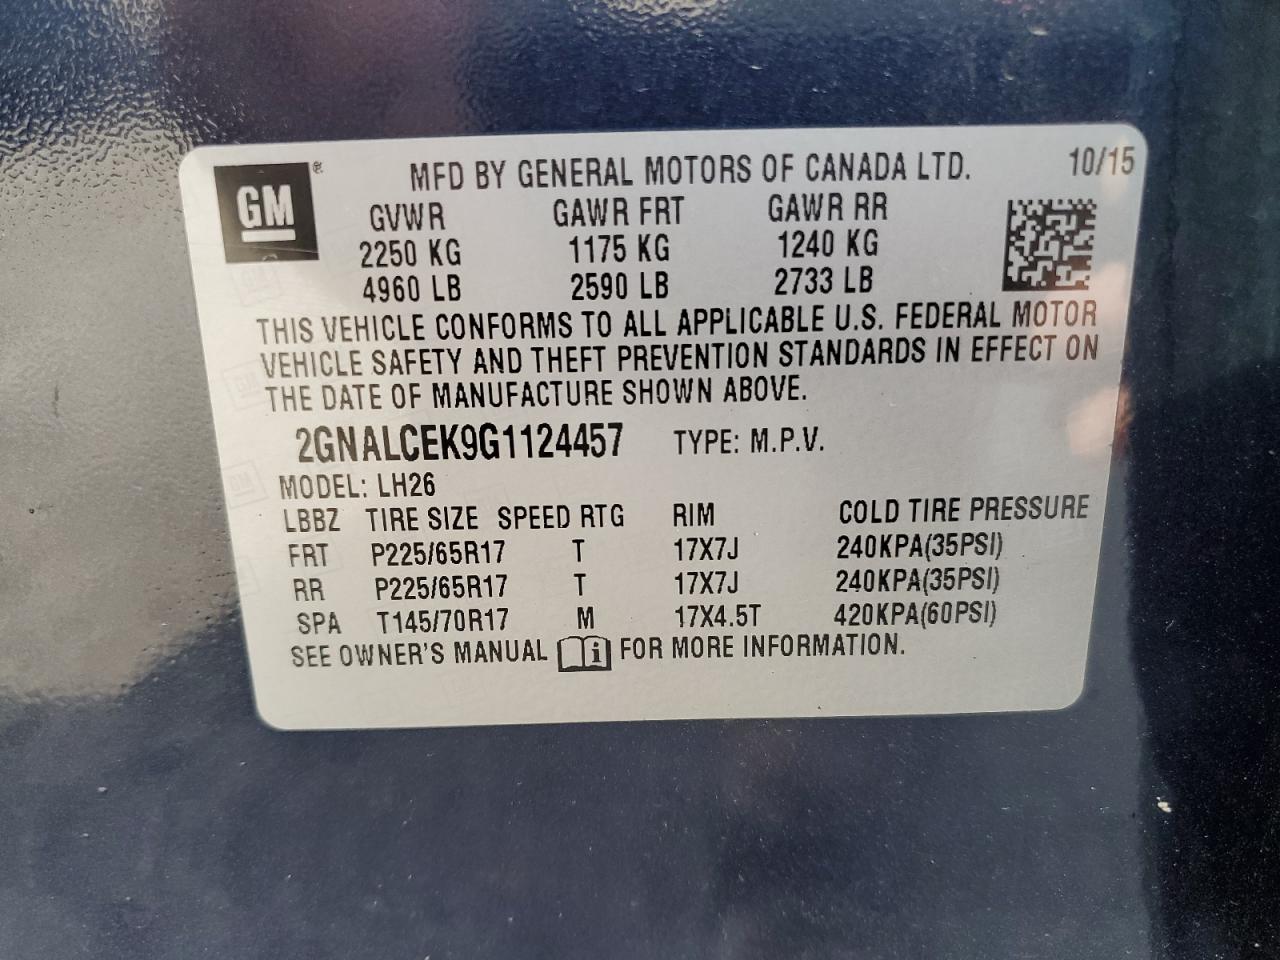 GM ® MFD BY GENERAL MOTORS OF CANADA LTD. 10/15
GVWR GAWR FRT GAWR RR
2250 KG 1175 KG 1240 KG
4960 LB 2590 LB 2733 LB
THIS VEHICLE CONFORMS TO ALL APPLICABLE U.S. FEDERAL MOTOR
VEHICLE SAFETY AND THEFT PREVENTION STANDARDS IN EFFECT ON
THE DATE OF MANUFACTURE SHOWN ABOVE.
2GNALCEK9G1124457 TYPE: M.P.V.
MODEL: LH26
LBBZ TIRE SIZE SPEED RTG RIM COLD TIRE PRESSURE
FRT P225/65R17 T 17X7J 240KPA(35PSI)
RR P225/65R17 T 17X7J 240KPA(35PSI)
SPA T145/70R17 M 17X4.5T 420KPA(60PSI)
SEE OWNER'S MANUAL i FOR MORE INFORMATION.